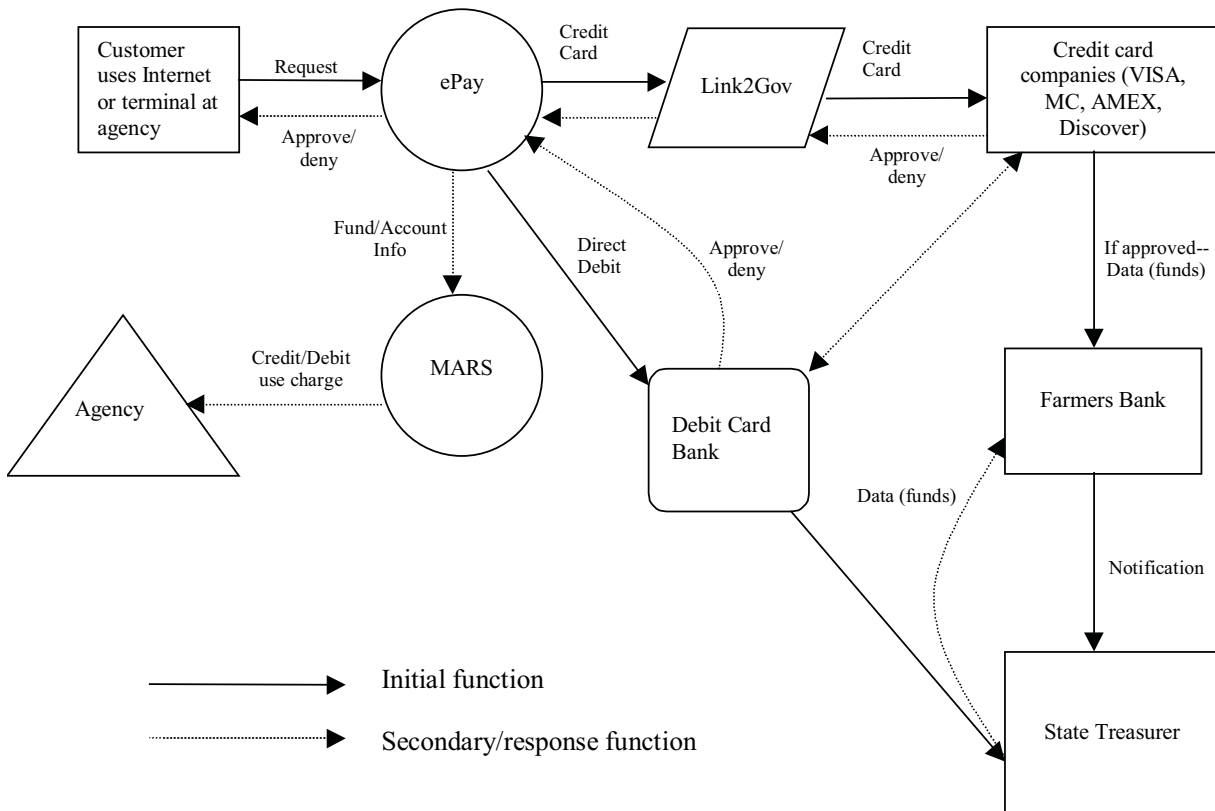 Customer
uses Internet
or terminal at
agency
Request
Approve/
deny
ePay
Credit
Card
Link2Gov
Credit
Card
Approve/
deny
Credit card
companies (VISA,
MC, AMEX,
Discover)
Fund/Account
Info
Direct
Debit
Approve/
deny
If approved--
Data (funds)
Agency
Credit/Debit
use charge
MARS
Debit Card
Bank
Farmers Bank
Data (funds)
Notification
State Treasurer
Initial function
Secondary/response function